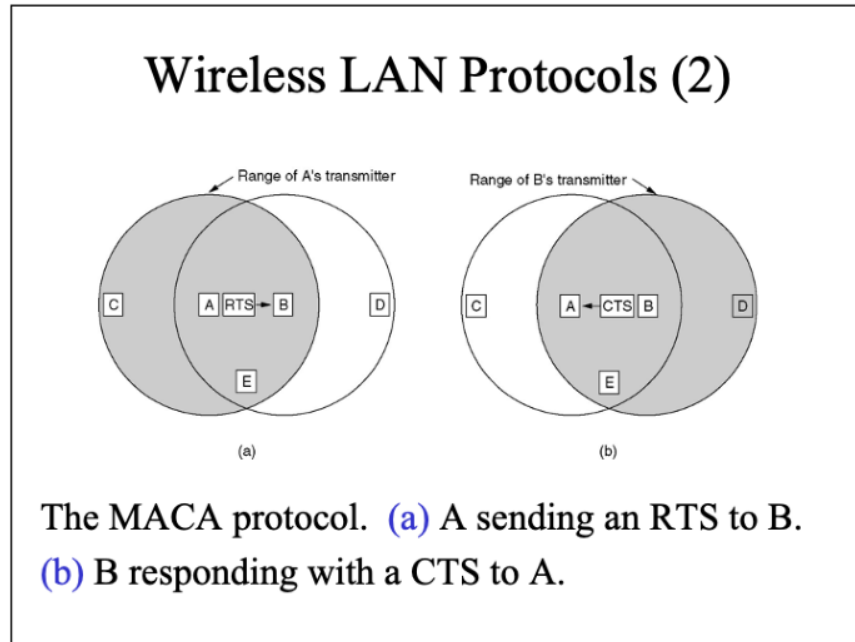 Wireless LAN Protocols (2)
Range of A's transmitter
C
A RTS B
D
E
(a)
Range of B's transmitter
C
A CTS B
D
E
(b)
The MACA protocol. (a) A sending an RTS to B.
(b) B responding with a CTS to A.